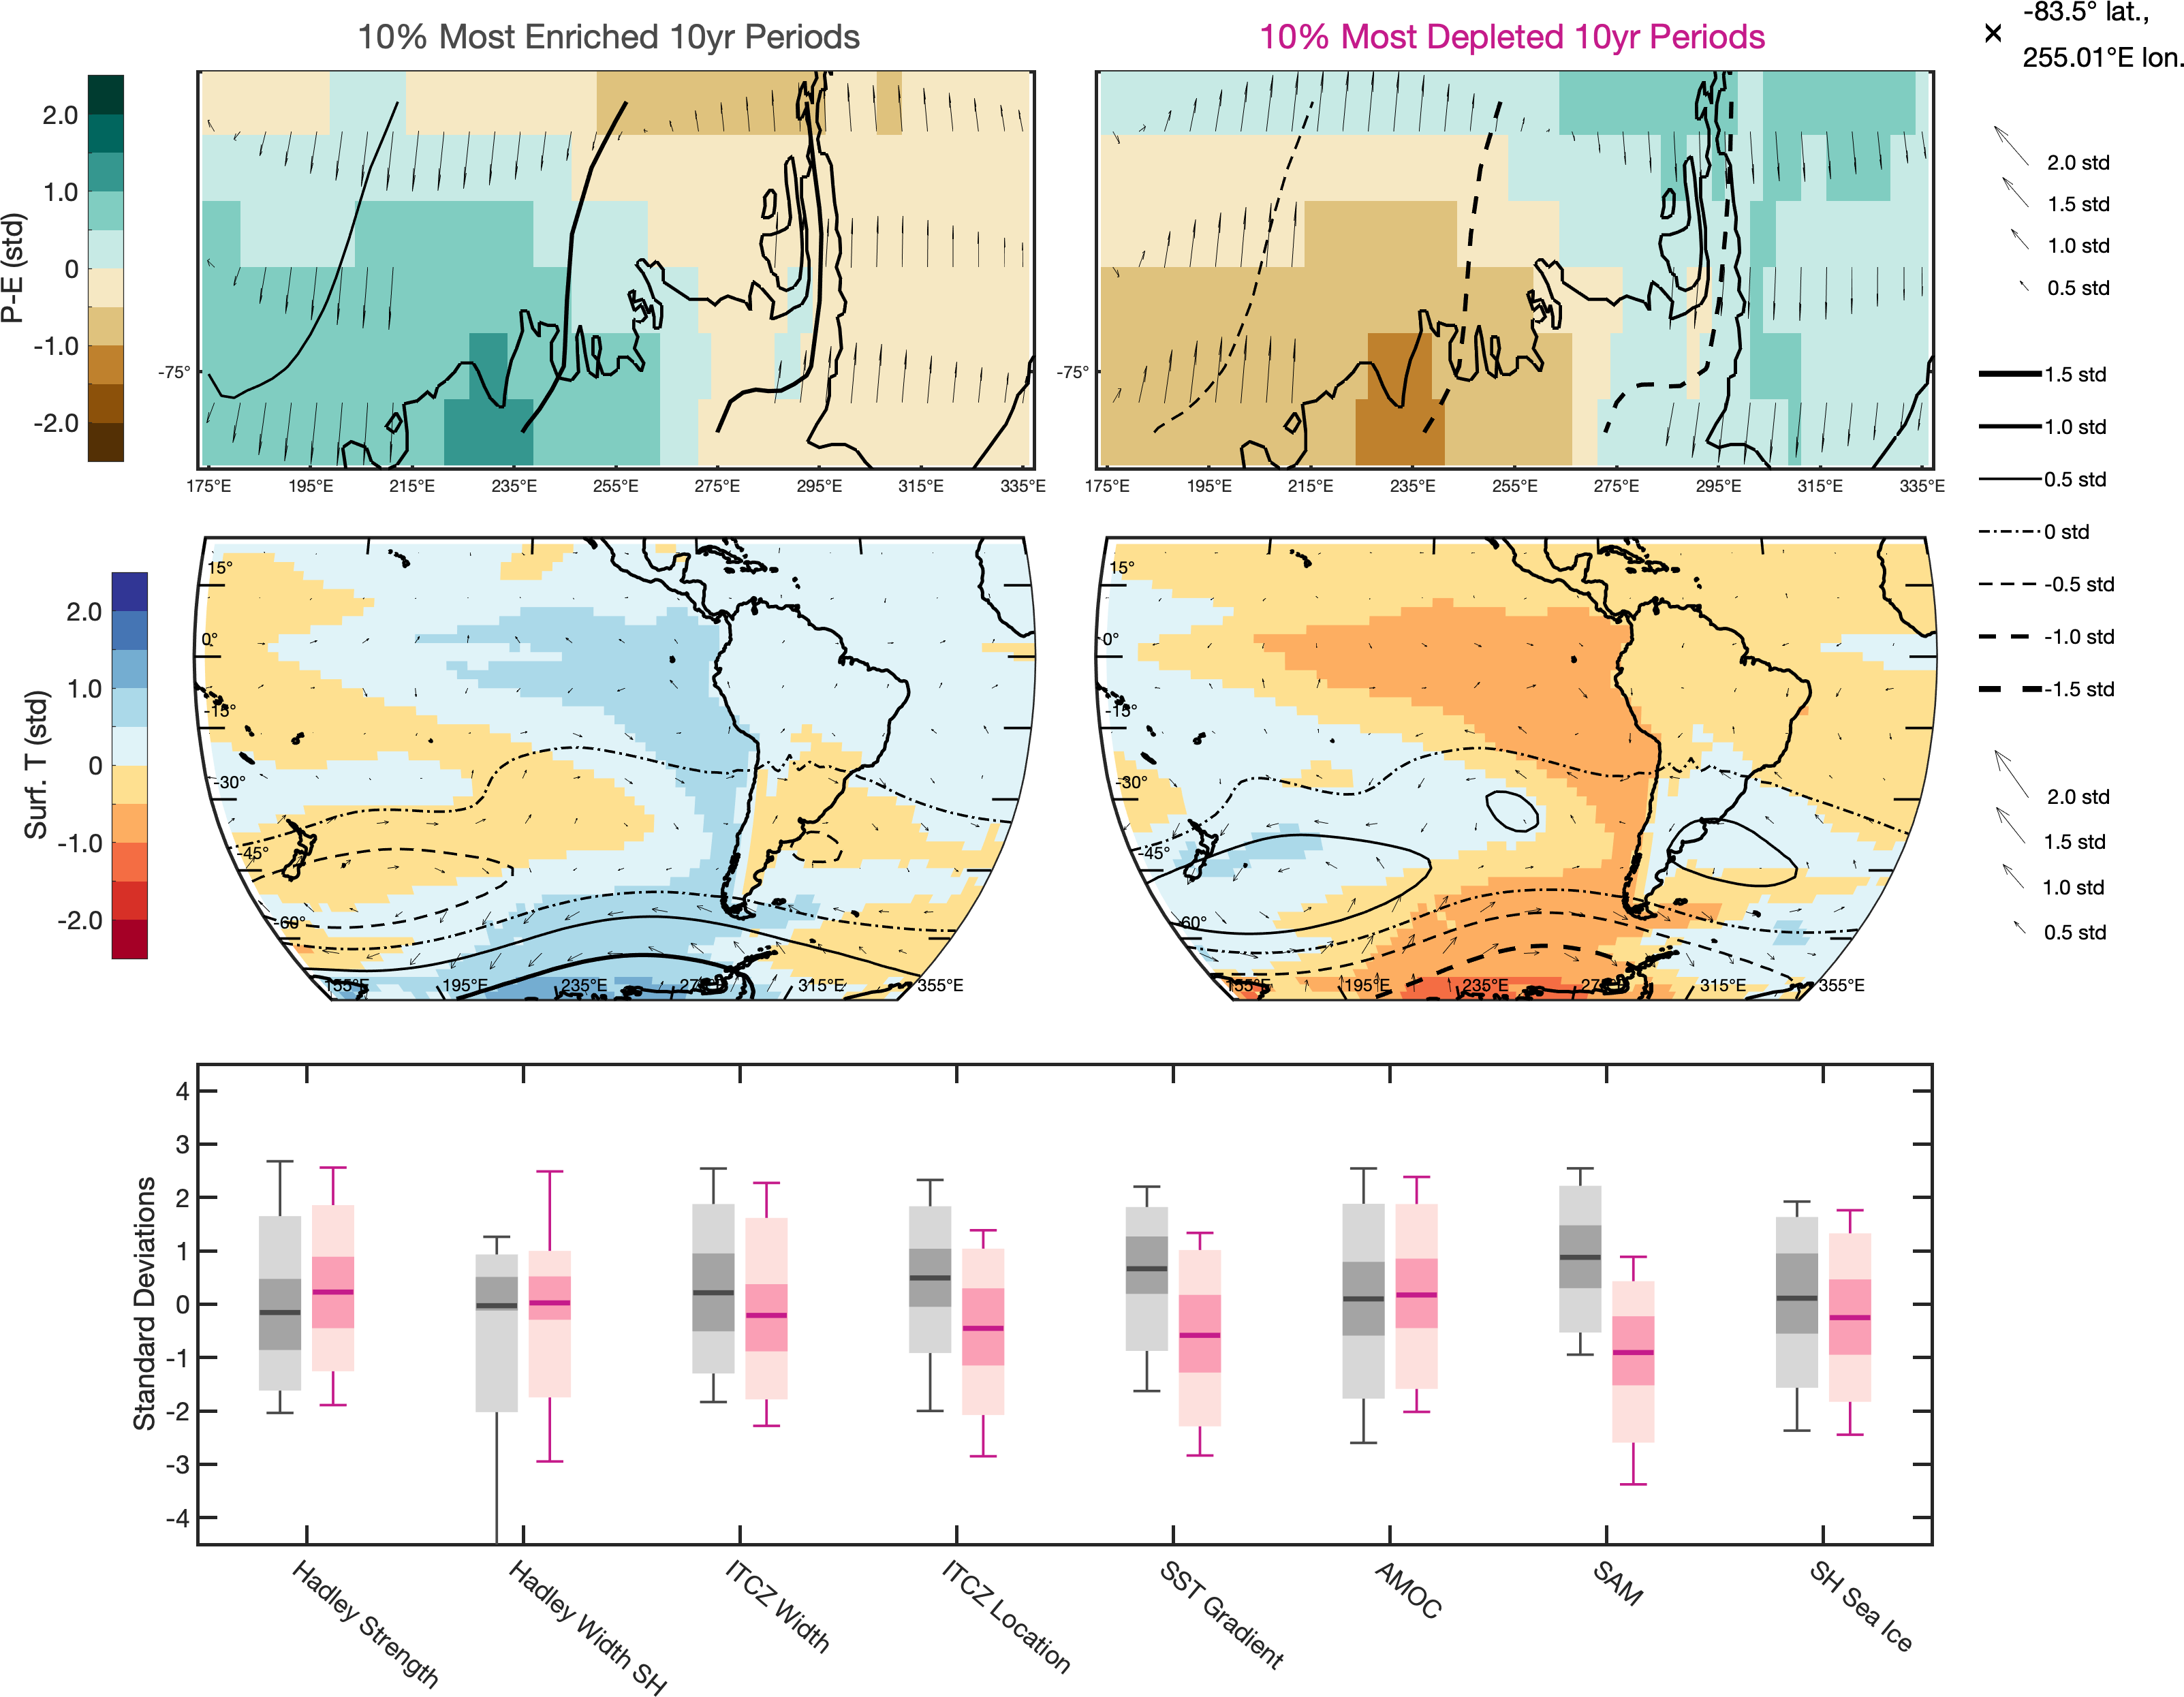 10% Most Enriched 10yr Periods
10% Most Depleted 10yr Periods
-83.5° lat.,
255.01°E lon.
P-E (std)
2.0
1.0
0
-1.0
-2.0
-75°
175°E 195°E 215°E 235°E 255°E 275°E 295°E 315°E 335°E
-75°
175°E 195°E 215°E 235°E 255°E 275°E 295°E 315°E 335°E
2.0 std
1.5 std
1.0 std
0.5 std
1.5 std
1.0 std
0.5 std
0 std
-0.5 std
-1.0 std
-1.5 std
2.0 std
1.5 std
1.0 std
0.5 std
Surf. T (std)
2.0
1.0
0
-1.0
-2.0
15°
0°
-15°
-30°
-45°
-60°
155°E 195°E 235°E 315°E 355°E
15°
0°
-15°
-30°
-45°
-60°
155°E 195°E 235°E 315°E 355°E
Standard Deviations
4
3
2
1
0
-1
-2
-3
-4
Hadley Strength
Hadley Width SH
ITCZ Width
ITCZ Location
SST Gradient
AMOC
SAM
SH Sea Ice